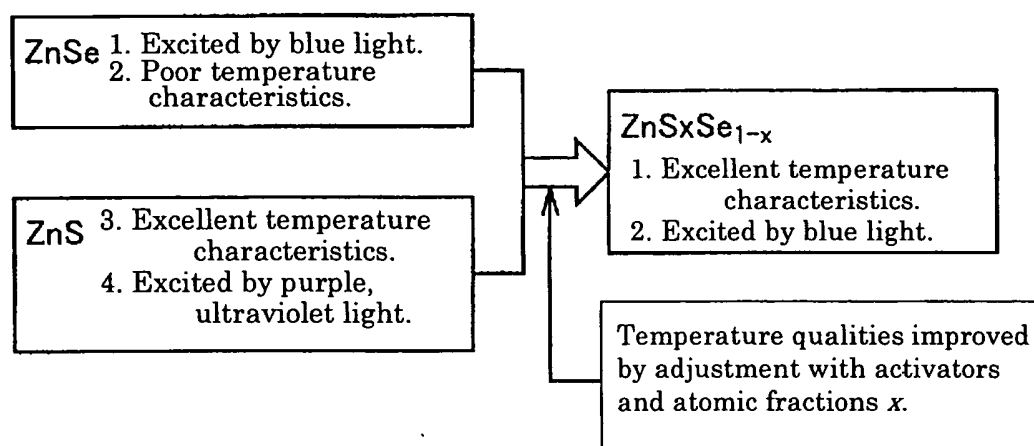 ZnSe 1. Excited by blue light.
2. Poor temperature
characteristics.
ZnS 3. Excellent temperature
characteristics.
4. Excited by purple,
ultraviolet light.
ZnSxSe₁₋ₓ
1. Excellent temperature
characteristics.
2. Excited by blue light.
Temperature qualities improved
by adjustment with activators
and atomic fractions x.